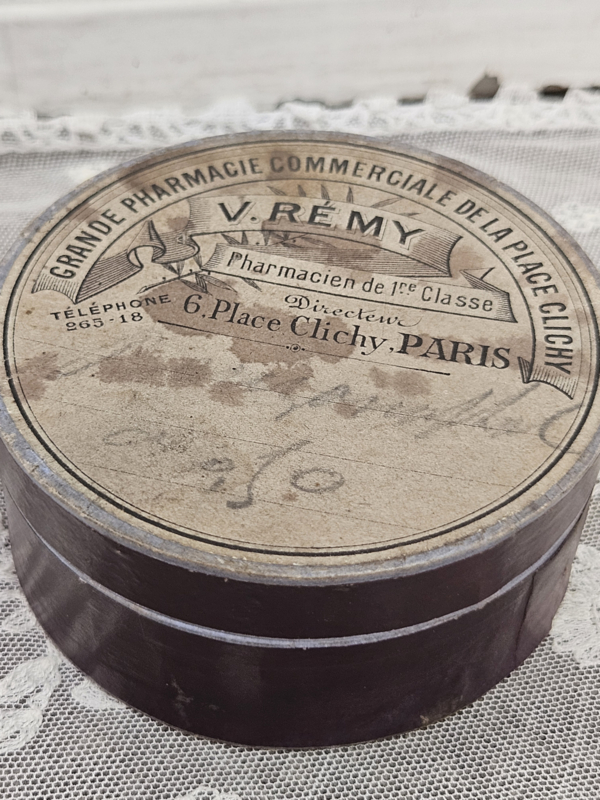 GRANDE PHARMACIE COMMERCIALE DE LA PLACE CLICHY
V. RÉMY
Pharmacien de 1re Classe
Directeur
TÉLÉPHONE
265-18
6, Place Clichy, PARIS